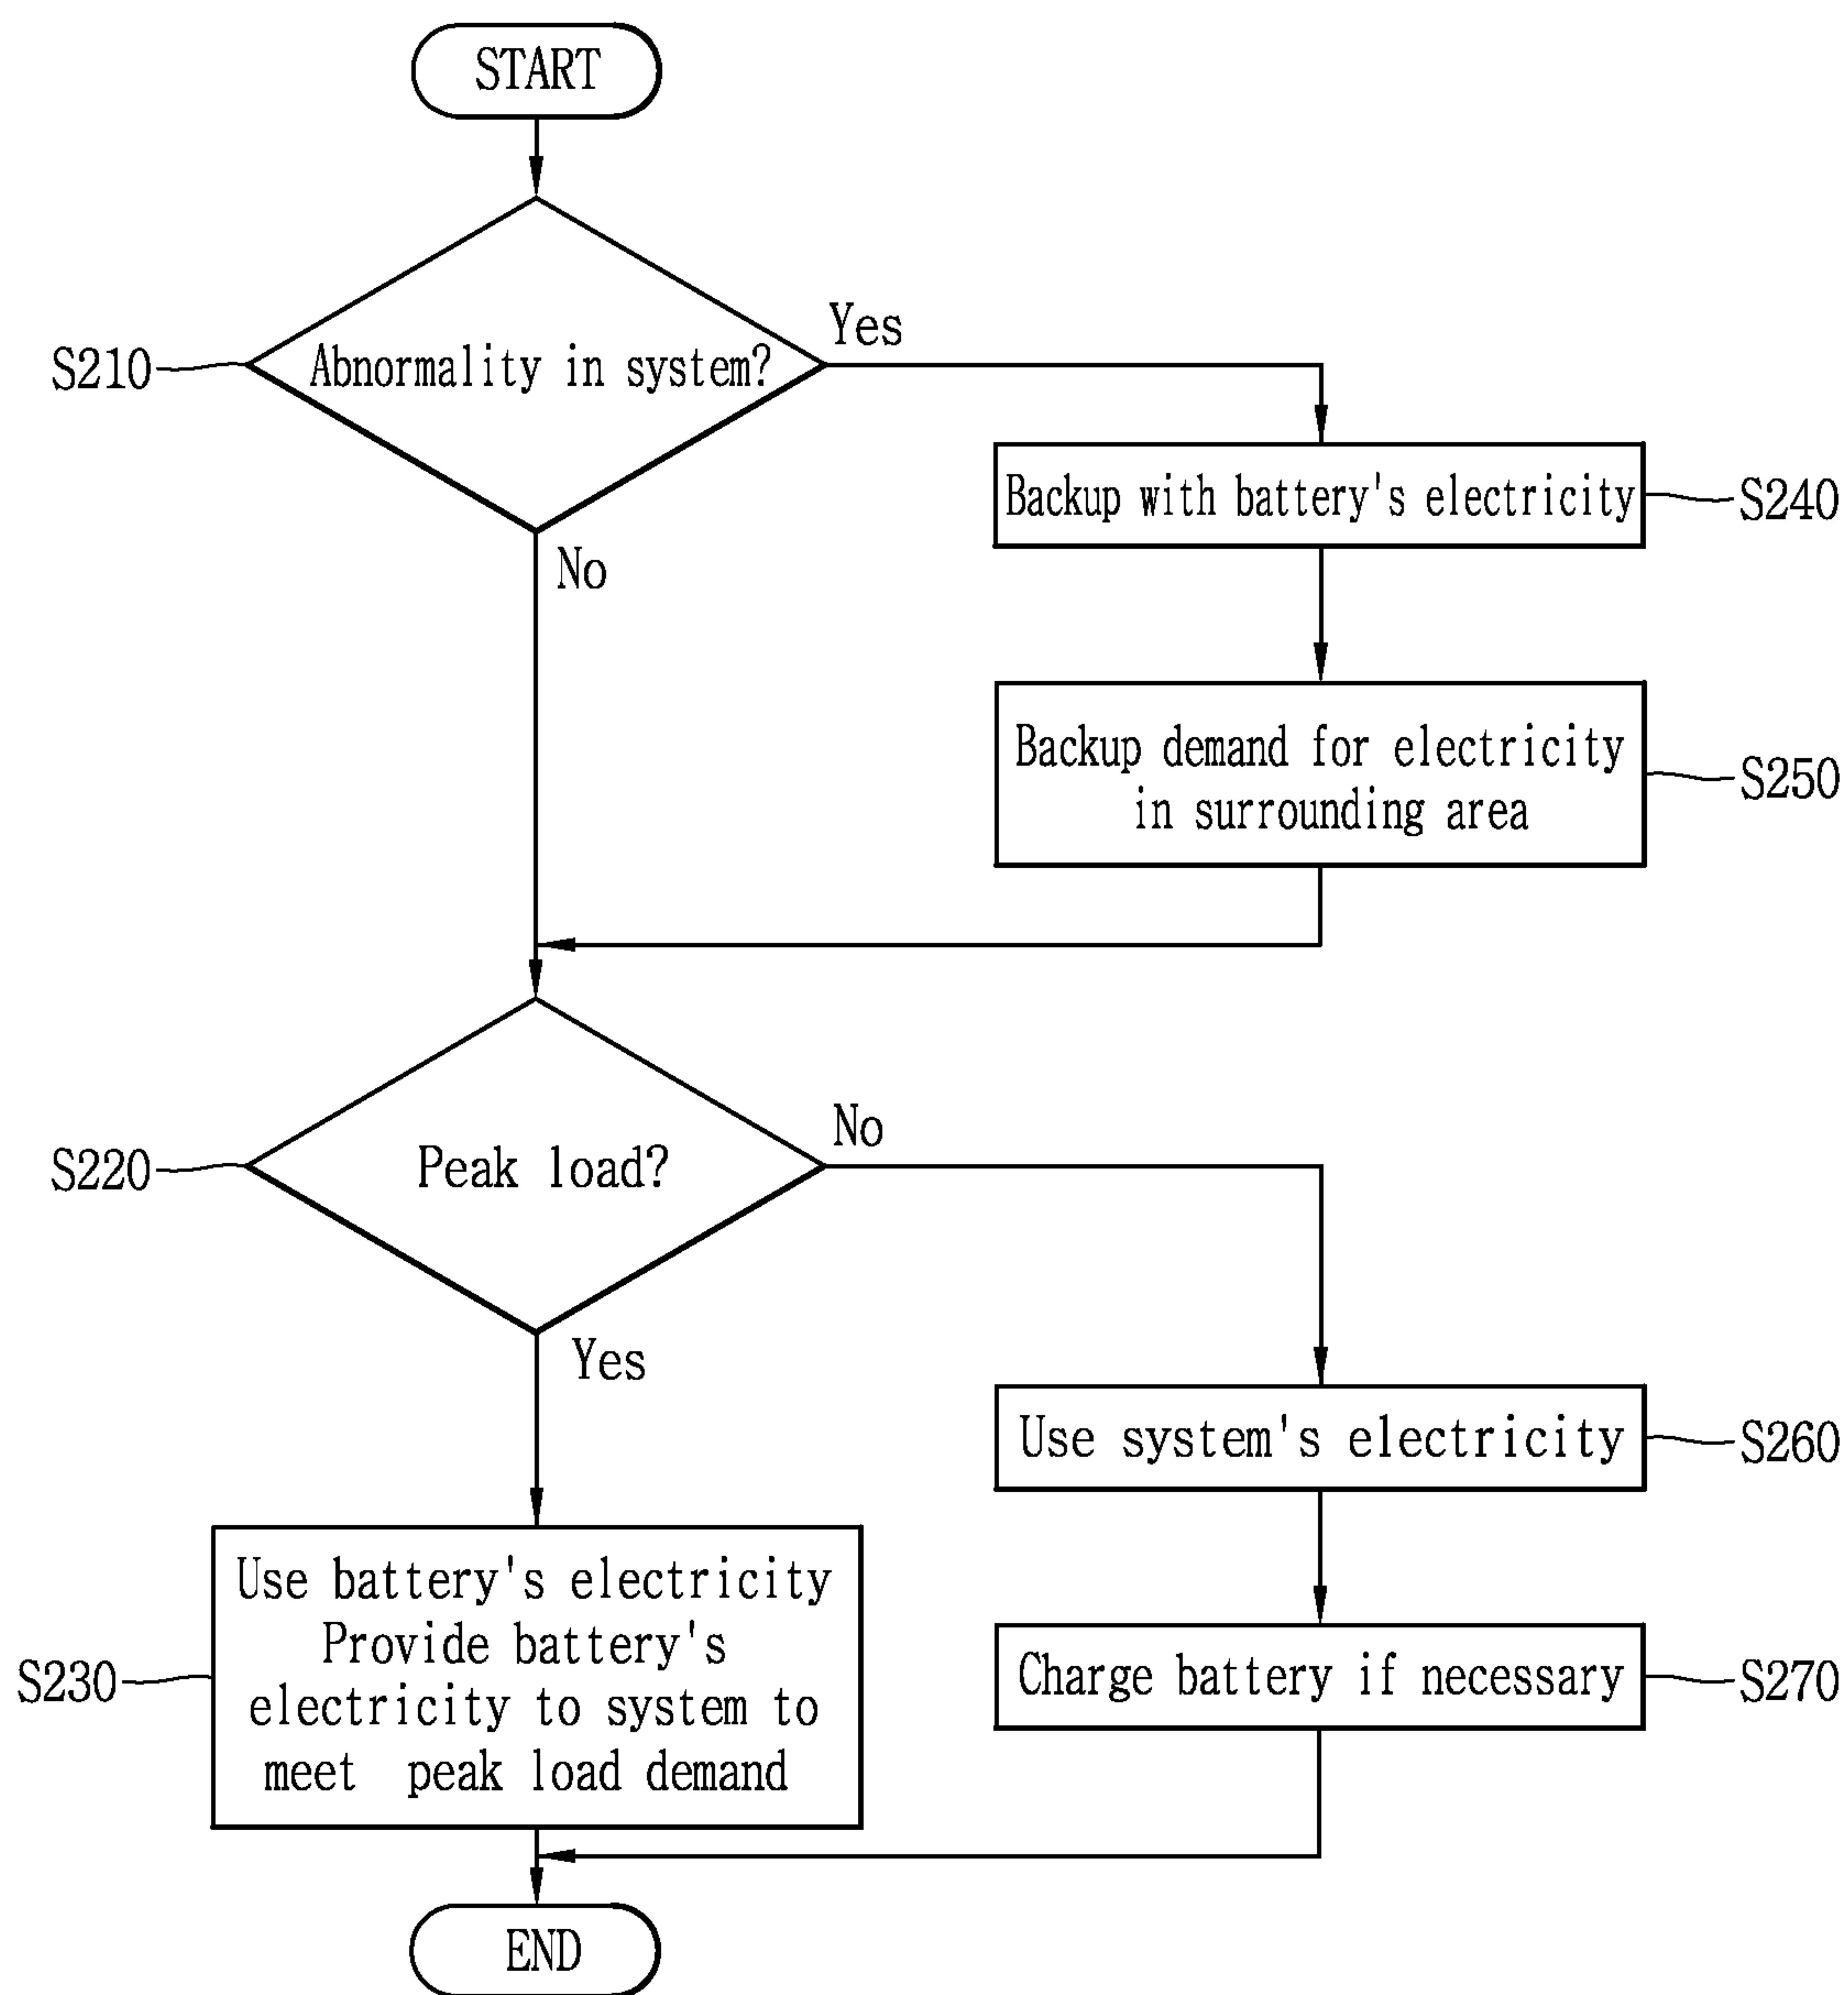 START
Abnormality in system?
S210
Yes
No
Backup with battery's electricity
S240
Backup demand for electricity
in surrounding area
S250
Peak load?
S220
No
Yes
Use system's electricity
S260
Use battery's electricity
Provide battery's
electricity to system to
meet peak load demand
S230
Charge battery if necessary
S270
END